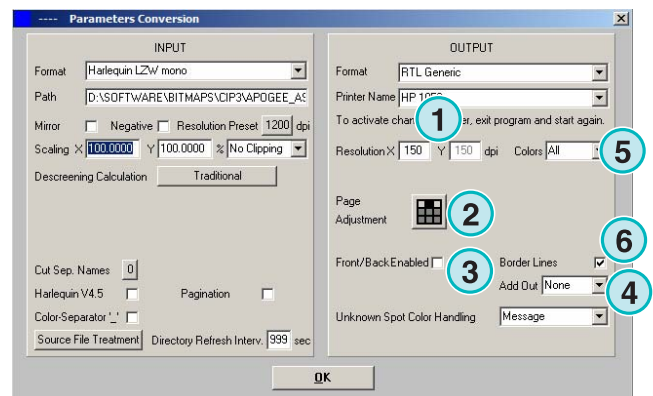 ---- Parameters Conversion
INPUT
Format Harlequin LZW mono
Path D:\SOFTWARE\BITMAPS\CIP3\APOGEE_AS
Mirror Negative Resolution Preset 1200 dpi
Scaling X 100.0000 Y 100.0000 % No Clipping
Descreening Calculation Traditional
Cut Sep. Names 0
Harlequin V4.5 Pagination
Color-Separator '_'
Source File Treatment Directory Refresh Interv. 999 sec
OUTPUT
Format RTL Generic
Printer Name HP
1
To activate exit program and start again.
Resolution X 150 Y 150 dpi Colors All
5
Page
Adjustment
2
6
Front/Back Enabled
3
Border Lines
Add Out None
4
Unknown Spot Color Handling Message
OK